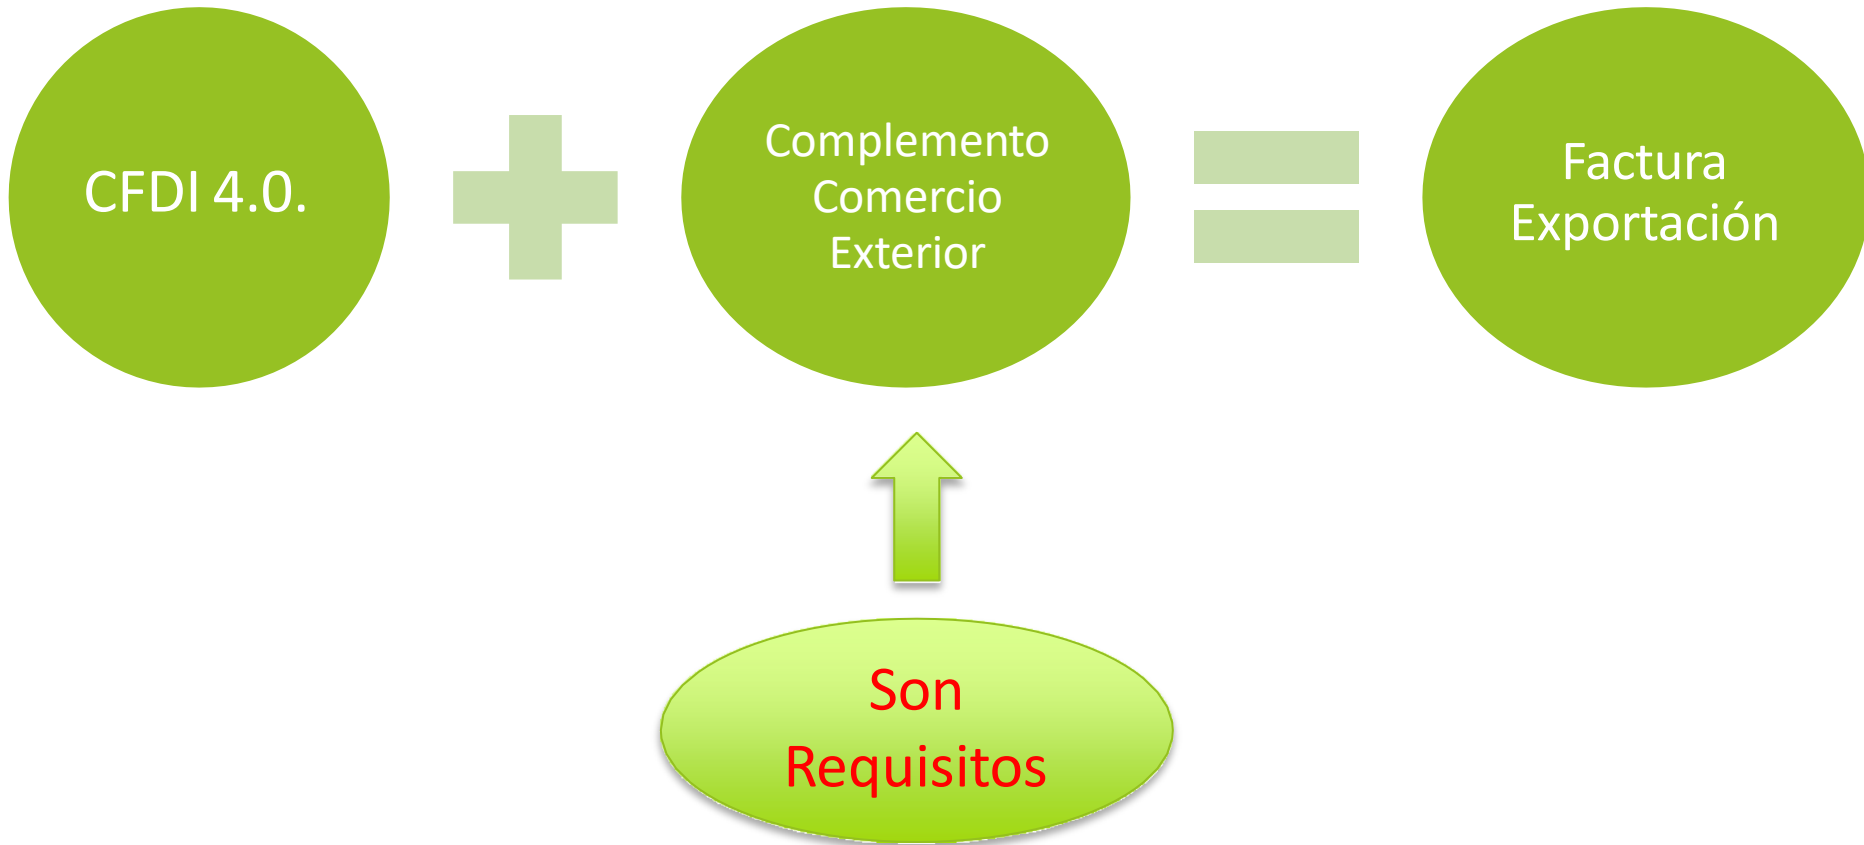 CFDI 4.0.
Complemento
Comercio
Exterior
Factura
Exportación
Son
Requisitos